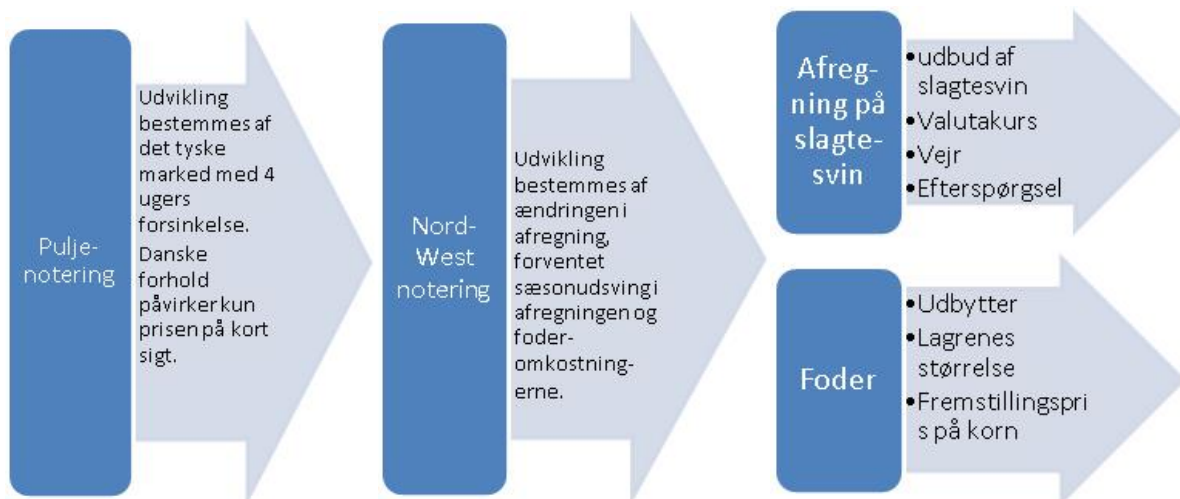 Pulje-
notering
Udvikling
bestemmes af
det tyske
marked med 4
ugers
forsinkelse.
Danske
forhold
påvirker kun
prisen på kort
sigt.
Nord-
West
notering
Udvikling
bestemmes af
ændringen i
afregning,
forventet
sæsonudsving i
afregningen og
foder-
omkostning-
erne.
Afreg-
ning på
slagte-
svin
•udbud af
slagtesvin
•Valutakurs
•Vejr
•Efterspørgsel
Foder
•Udbytter
•Lagrenes
størrelse
•Fremstillingspri
s på korn